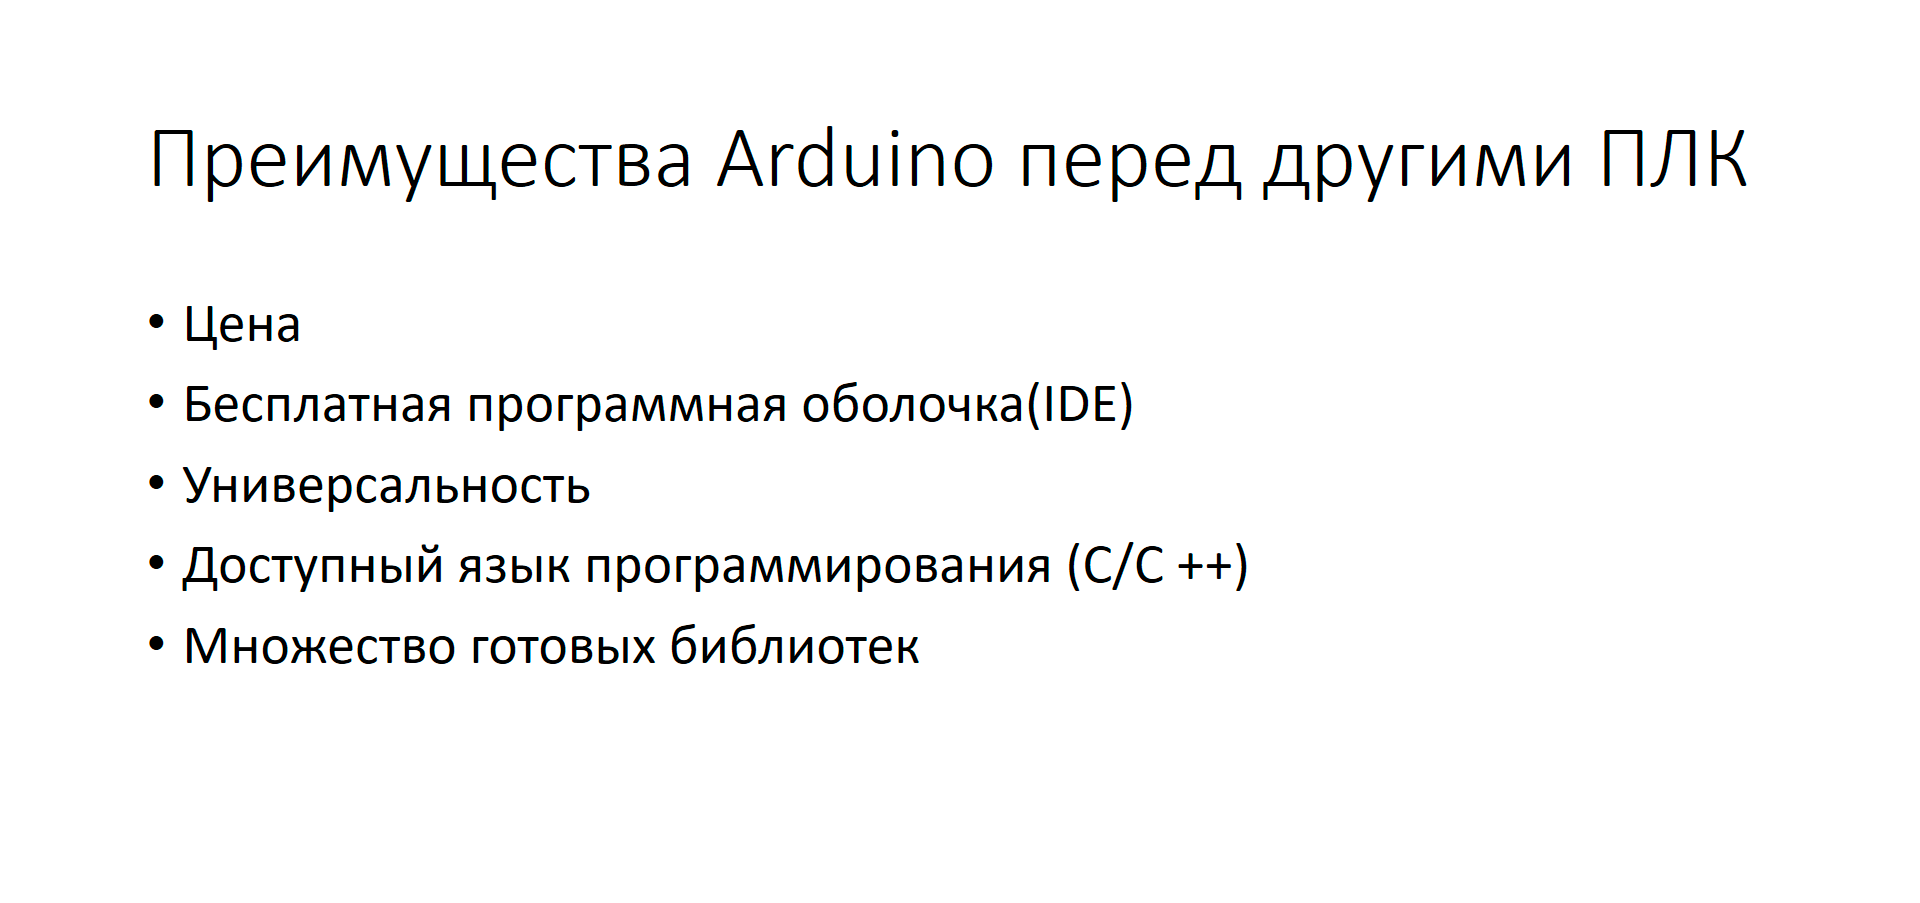 Преимущества Arduino перед другими ПЛК
• Цена
• Бесплатная программная оболочка(IDE)
• Универсальность
• Доступный язык программирования (C/C ++)
• Множество готовых библиотек